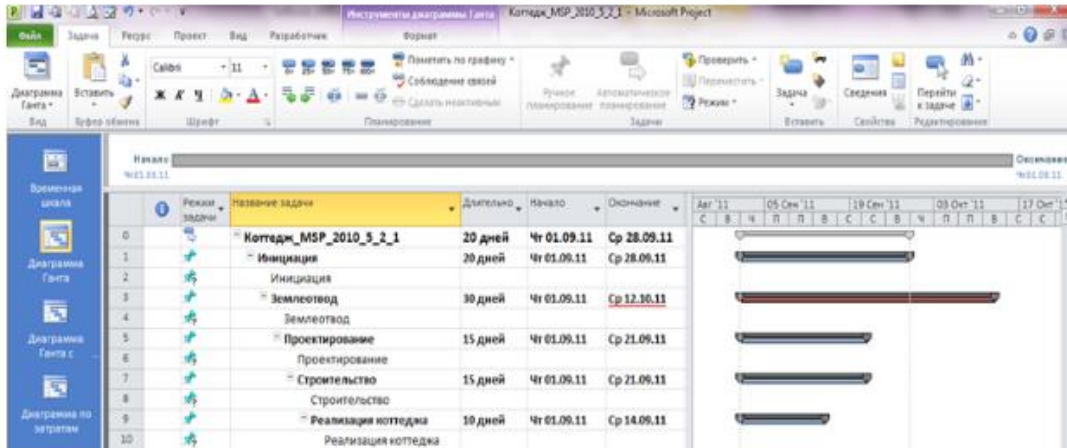 Инструменты диаграммы Ганта
Коттедж_MSP_2010_5_2_1 - Microsoft Project
Файл Задача Ресурс Проект Вид Разработчик Формат
Диаграмма Ганта
Вставить
Calibri 11
Ж К Ч
Пометить по графику
Соблюдение связей
Сделать неактивным
Ручное планирование
Автоматическое планирование
Проверить
Переместить
Режим
Задача
Сведения
Перейти к задаче
Вид Буфер обмена Шрифт Планирование Задачи Вставить Свойства Редактирование
Начало
Окончание
Временная шкала
Диаграмма Ганта
Диаграмма Ганта с
Диаграмма по затратам
Режим задачи Название задачи Длительно Начало Окончание
Авг '11 05 Сен '11 19 Сен '11 03 Окт '11 17 Окт '1
С В Ч П П В С С В Ч П П В С С
0 Коттедж_MSP_2010_5_2_1 20 дней Чт 01.09.11 Ср 28.09.11
1 Инициация 20 дней Чт 01.09.11 Ср 28.09.11
2 Инициация
3 Землеотвод 30 дней Чт 01.09.11 Ср 12.10.11
4 Землеотвод
5 Проектирование 15 дней Чт 01.09.11 Ср 21.09.11
6 Проектирование
7 Строительство 15 дней Чт 01.09.11 Ср 21.09.11
8 Строительство
9 Реализация коттеджа 10 дней Чт 01.09.11 Ср 14.09.11
10 Реализация коттеджа